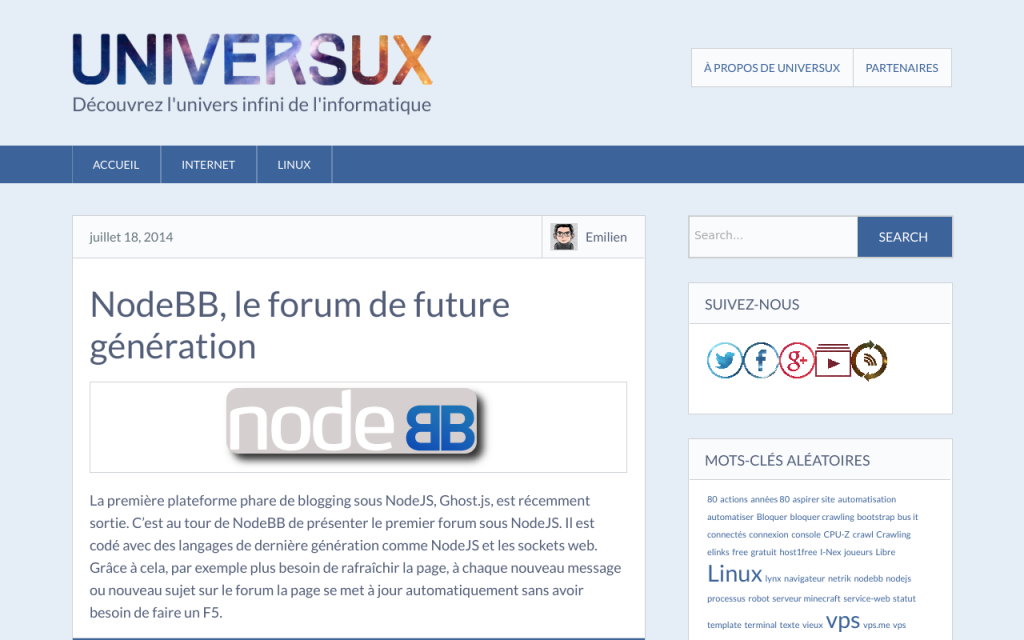 UNIVERSUX
Découvrez l'univers infini de l'informatique
À PROPOS DE UNIVERSUX
PARTENAIRES
ACCUEIL
INTERNET
LINUX
juillet 18, 2014
Emilien
NodeBB, le forum de future
génération
node BB
La première plateforme phare de blogging sous NodeJS, Ghost.js, est récemment
sortie. C'est au tour de NodeBB de présenter le premier forum sous NodeJS. Il est
codé avec des langages de dernière génération comme NodeJS et les sockets web.
Grâce à cela, par exemple plus besoin de rafraîchir la page, à chaque nouveau message
ou nouveau sujet sur le forum la page se met à jour automatiquement sans avoir
besoin de faire un F5.
Search...
SEARCH
SUIVEZ-NOUS
MOTS-CLÉS ALÉATOIRES
80 actions années 80 aspirer site automatisation
automatiser Bloquer bloquer crawling bootstrap bus it
connectés connexion console CPU-Z crawl Crawling
elinks free gratuit host1free I-Nex joueurs Libre
Linux lynx navigateur netrik nodebb nodejs
processus robot serveur minecraft service-web statut
template terminal texte vieux vps vps.me vps